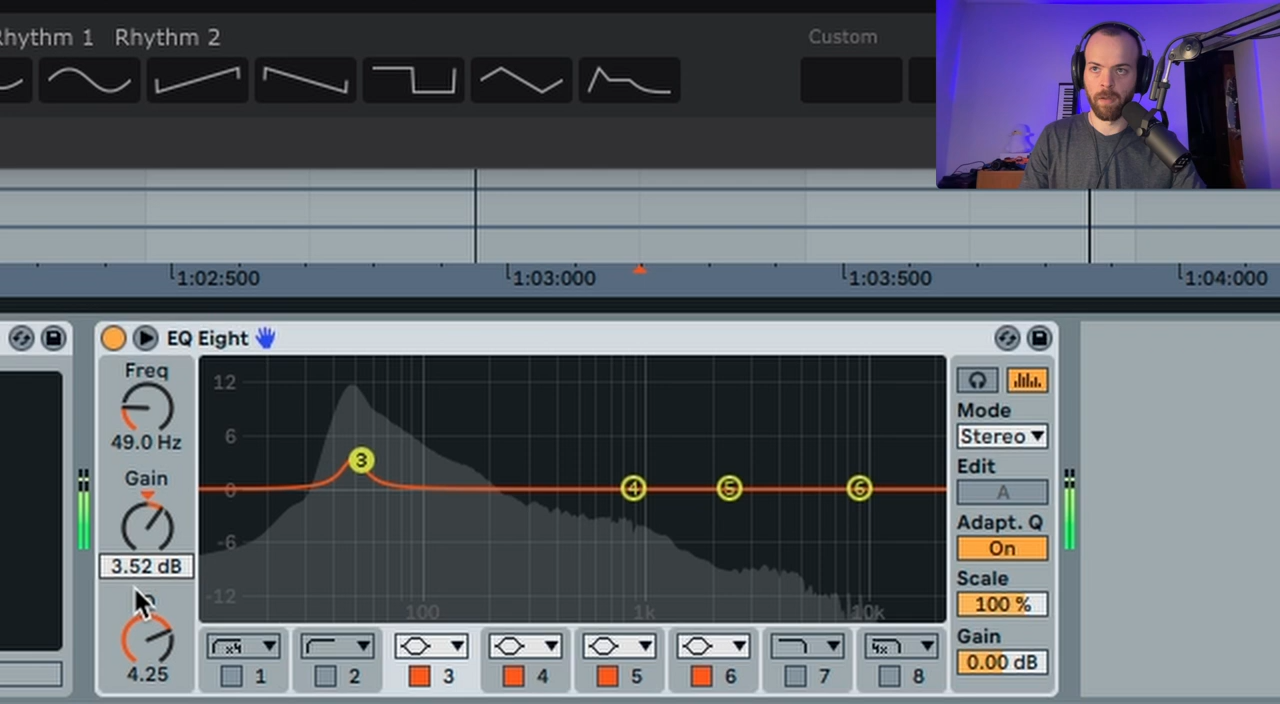 Rhythm 1 Rhythm 2
Custom
1:02:500 1:03:000 1:03:500 1:04:000
EQ Eight
Freq
49.0 Hz
Gain
3.52 dB
4.25
12
6
0
-6
-12
100 1k 10k
3 4 5 6
x4 4x
1 2 3 4 5 6 7 8
Mode
Stereo
Edit
A
Adapt. Q
On
Scale
100 %
Gain
0.00 dB